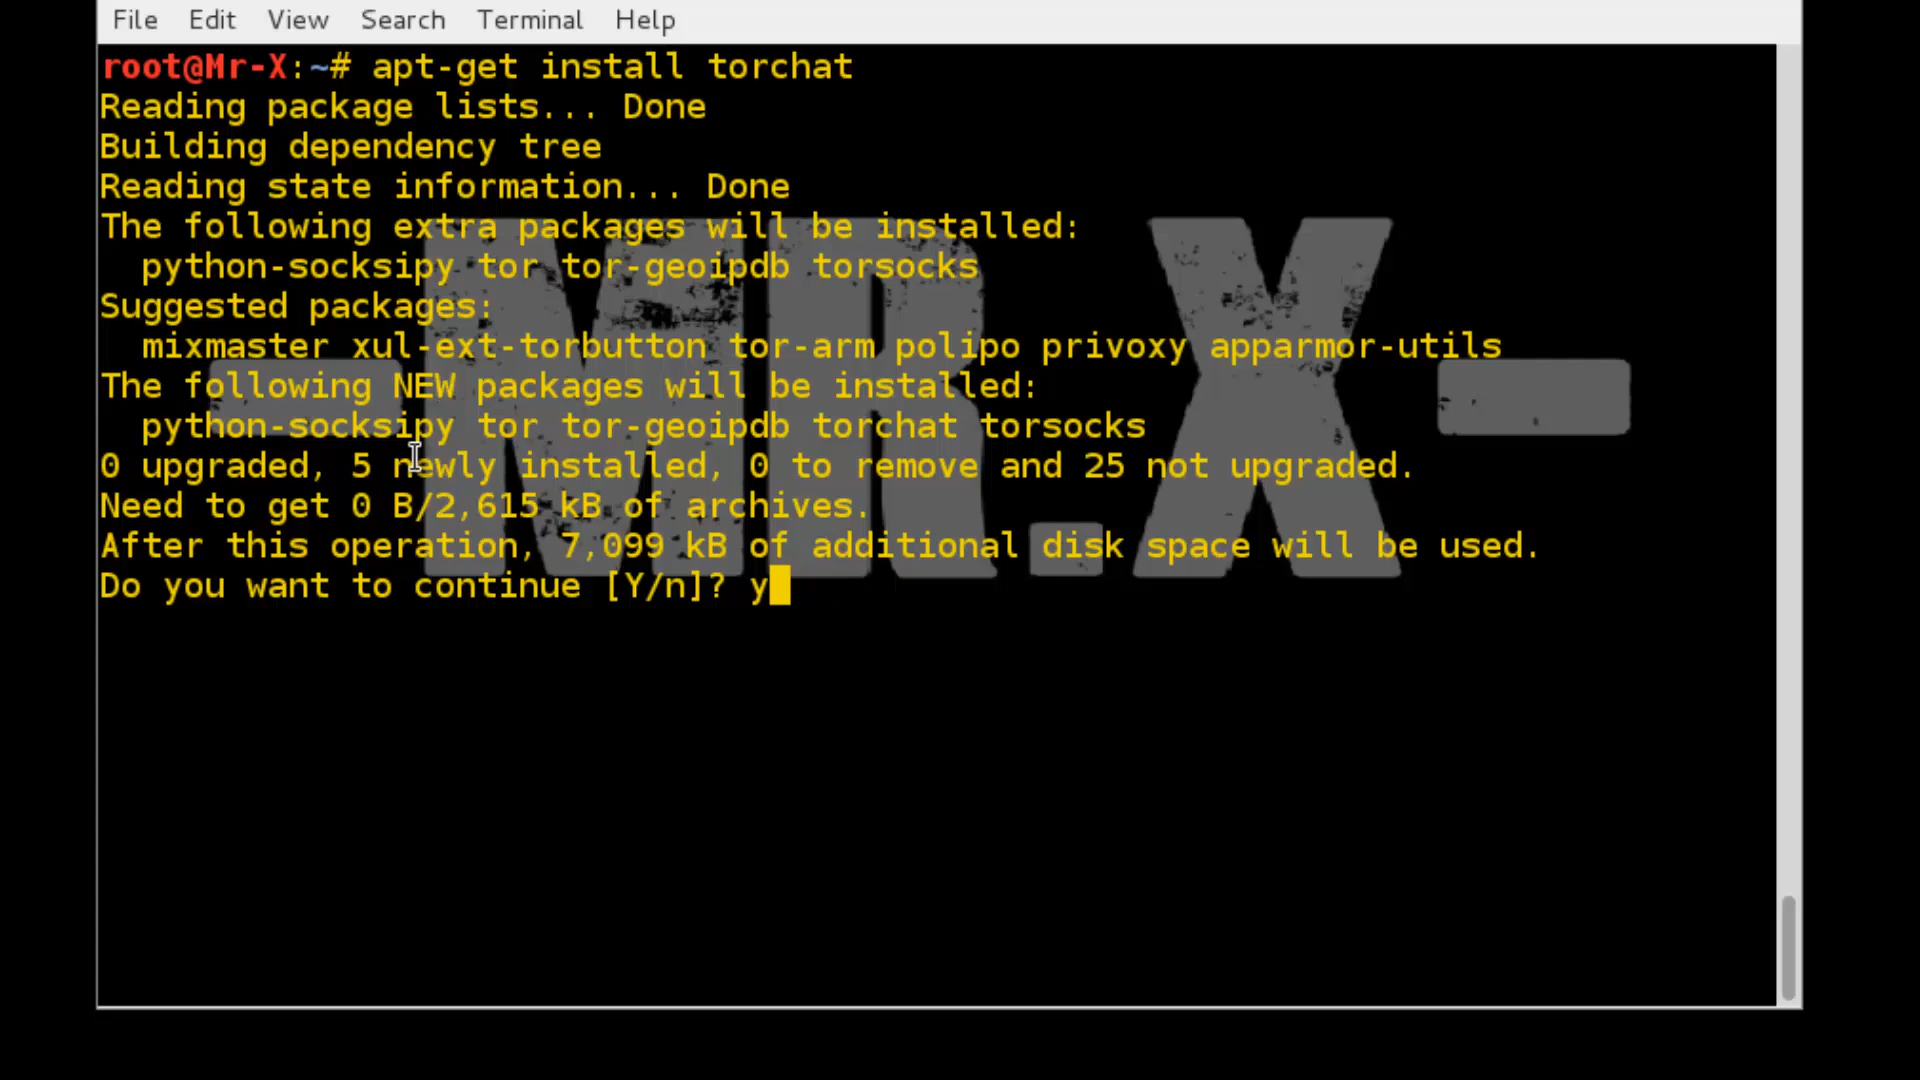 File Edit View Search Terminal Help
root@Mr-X:~# apt-get install torchat
Reading package lists... Done
Building dependency tree
Reading state information... Done
The following extra packages will be installed:
  python-socksipy tor tor-geoipdb torsocks
Suggested packages:
  mixmaster xul-ext-torbutton tor-arm polipo privoxy apparmor-utils
The following NEW packages will be installed:
  python-socksipy tor tor-geoipdb torchat torsocks
0 upgraded, 5 newly installed, 0 to remove and 25 not upgraded.
Need to get 0 B/2,615 kB of archives.
After this operation, 7,099 kB of additional disk space will be used.
Do you want to continue [Y/n]? y
-MR.X-